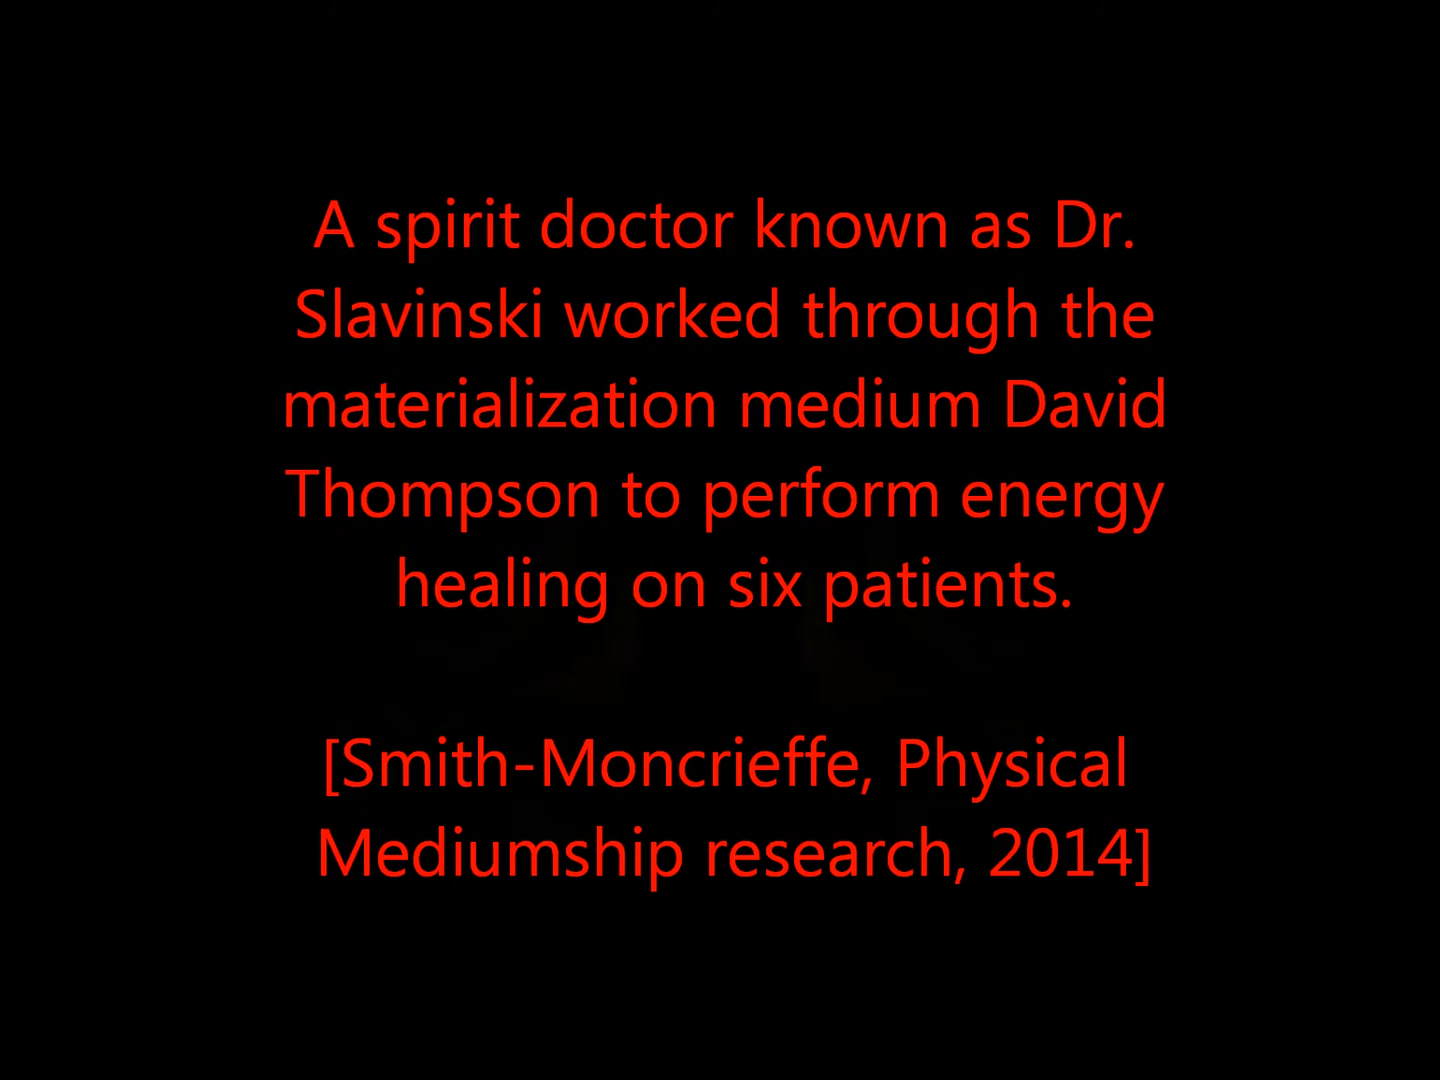 A spirit doctor known as Dr.
Slavinski worked through the
materialization medium David
Thompson to perform energy
healing on six patients.
[Smith-Moncrieffe, Physical
Mediumship research, 2014]